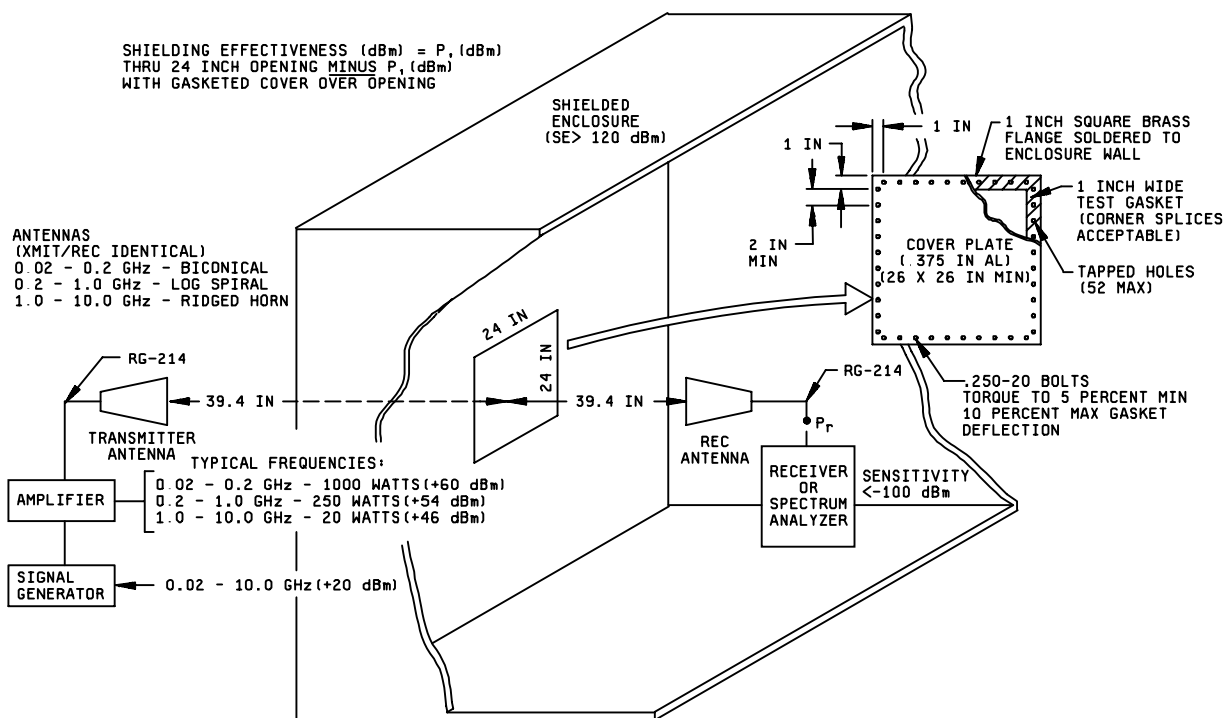 SHIELDING EFFECTIVENESS (dBm) = P, (dBm)
THRU 24 INCH OPENING MINUS P, (dBm)
WITH GASKETED COVER OVER OPENING
SHIELDED
ENCLOSURE
(SE> 120 dBm)
1 IN
1 IN
2 IN
MIN
1 INCH SQUARE BRASS
FLANGE SOLDERED TO
ENCLOSURE WALL
1 INCH WIDE
TEST GASKET
(CORNER SPLICES
ACCEPTABLE)
COVER PLATE
(.375 IN AL)
(26 X 26 IN MIN)
TAPPED HOLES
(52 MAX)
ANTENNAS
(XMIT/REC IDENTICAL)
0.02 - 0.2 GHz - BICONICAL
0.2 - 1.0 GHz - LOG SPIRAL
1.0 - 10.0 GHz - RIDGED HORN
24 IN
24 IN
RG-214
39.4 IN
39.4 IN
RG-214
.250-20 BOLTS
TORQUE TO 5 PERCENT MIN
10 PERCENT MAX GASKET
DEFLECTION
TRANSMITTER
ANTENNA
REC
ANTENNA
Pr
TYPICAL FREQUENCIES:
0.02 - 0.2 GHz - 1000 WATTS (+60 dBm)
0.2 - 1.0 GHz - 250 WATTS (+54 dBm)
1.0 - 10.0 GHz - 20 WATTS (+46 dBm)
AMPLIFIER
RECEIVER
OR
SPECTRUM
ANALYZER
SENSITIVITY
<-100 dBm
SIGNAL
GENERATOR
0.02 - 10.0 GHz (+20 dBm)